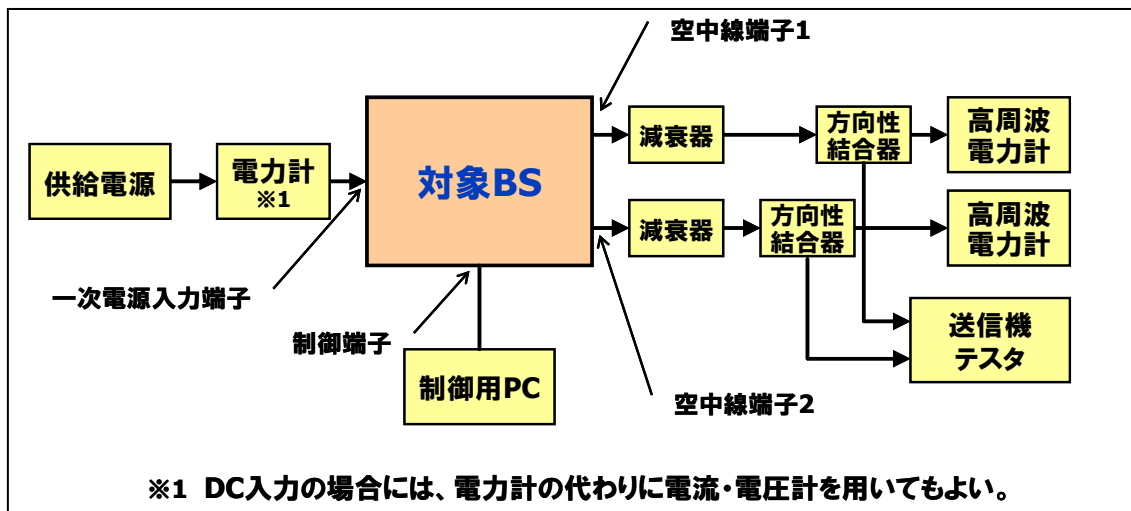 空中線端子1
供給電源
電力計
※1
対象BS
減衰器
方向性
結合器
高周波
電力計
減衰器
方向性
結合器
高周波
電力計
一次電源入力端子
制御端子
制御用PC
空中線端子2
送信機
テスタ
※1 DC入力の場合には、電力計の代わりに電流・電圧計を用いてもよい。